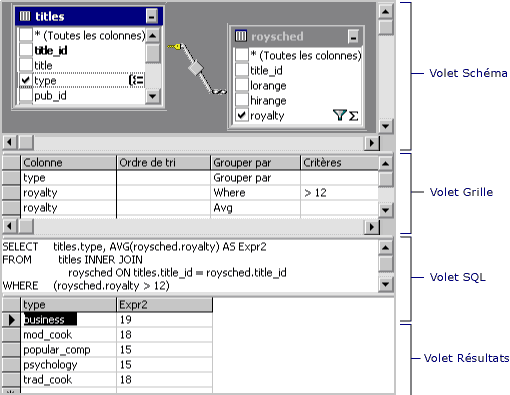 titles
* (Toutes les colonnes)
title_id
title
type
pub_id
roysched
* (Toutes les colonnes)
title_id
lorange
hirange
royalty
Volet Schéma
Colonne Ordre de tri Grouper par Critères
type Grouper par
royalty Where > 12
royalty Avg
Volet Grille
SELECT titles.type, AVG(roysched.royalty) AS Expr2
FROM titles INNER JOIN
roysched ON titles.title_id = roysched.title_id
WHERE (roysched.royalty > 12)
Volet SQL
type Expr2
business 19
mod_cook 18
popular_comp 15
psychology 15
trad_cook 18
Volet Résultats